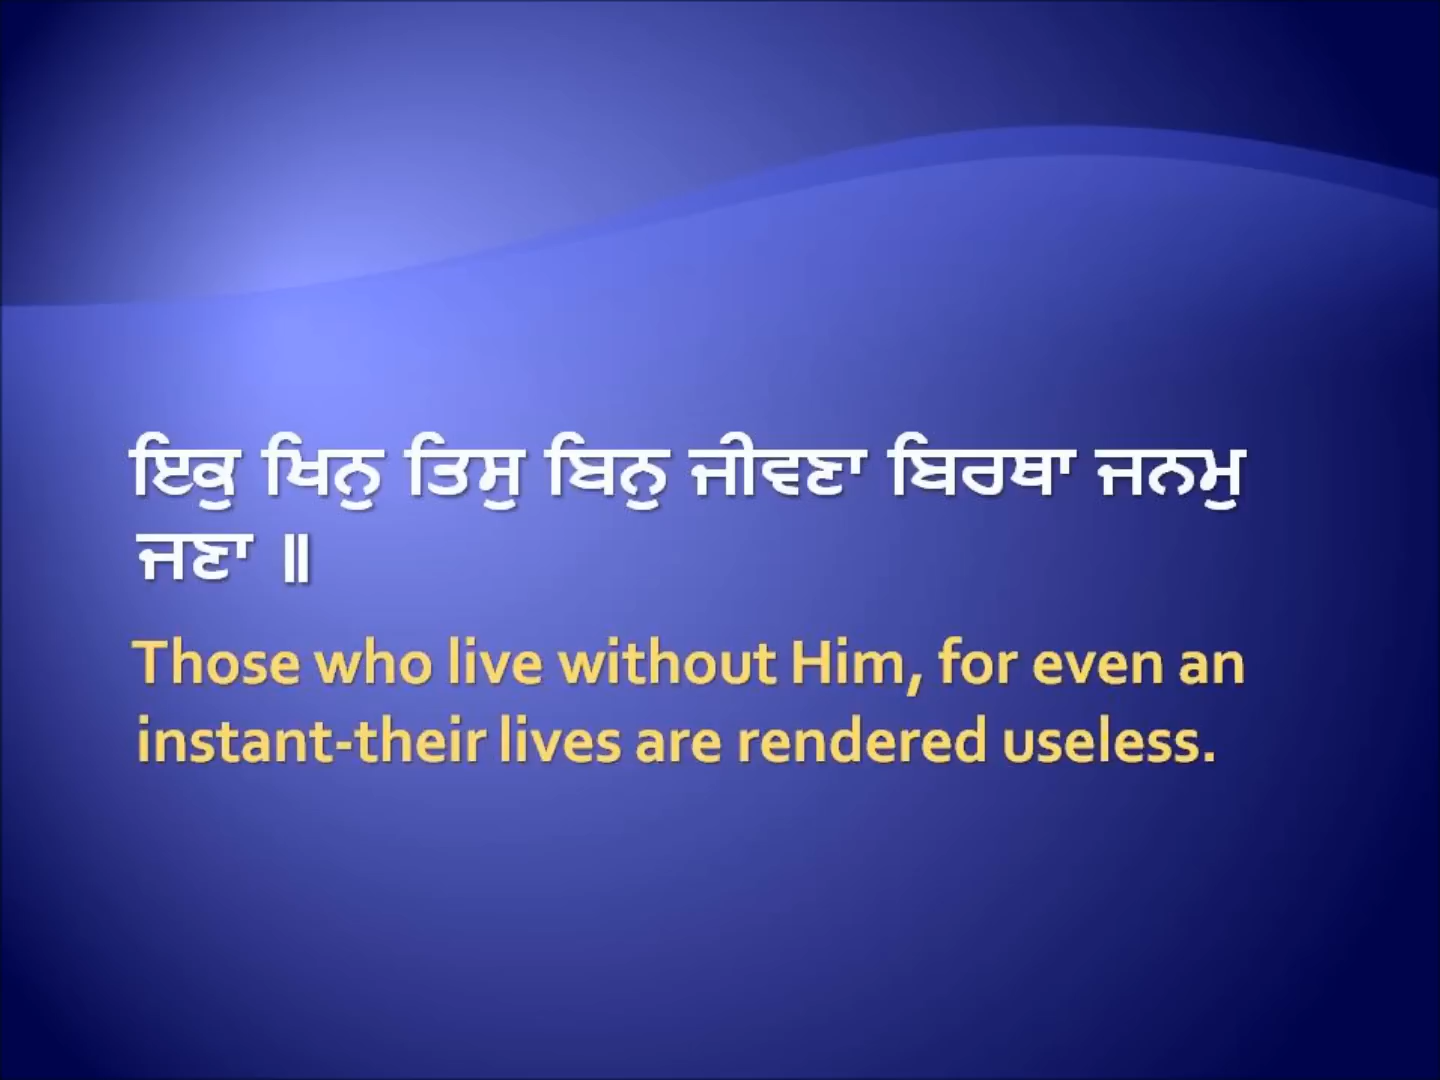 ਇਕੁ ਖਿਨੁ ਤਿਸੁ ਬਿਨੁ ਜੀਵਣਾ ਬਿਰਥਾ ਜਨਮੁ
ਜਣਾ ॥
Those who live without Him, for even an
instant-their lives are rendered useless.